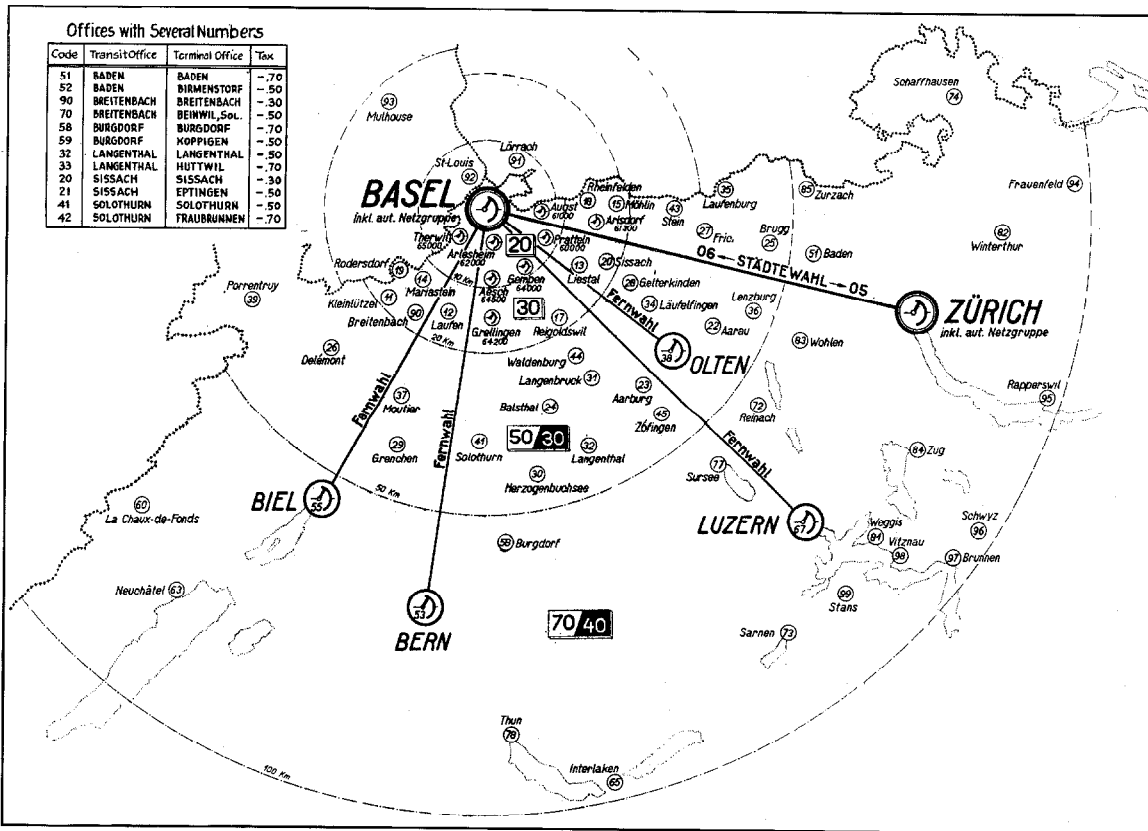 Offices with Several Numbers
Code Transit Office Terminal Office Tax
51 BADEN BADEN -.70
52 BADEN BIRMENSTORF -.50
90 BREITENBACH BREITENBACH -.30
70 BREITENBACH BEINWIL, SOL. -.50
58 BURGDORF BURGDORF -.70
59 BURGDORF KOPPIGEN -.50
32 LANGENTHAL LANGENTHAL -.50
33 LANGENTHAL HUTTWIL -.70
20 SISSACH SISSACH -.30
21 SISSACH EPTINGEN -.50
41 SOLOTHURN SOLOTHURN -.50
42 SOLOTHURN FRAUBRUNNEN -.70
Schaffhausen
74
93
Mulhouse
Lörrach
91
St-Louis
92
BASEL
inkl. aut. Netzgruppe
Rheinfelden
18
15 Möhlin
Augst
61000
Arisdorf
43
Stein
35
Laufenburg
85
Zurzach
Frauenfeld 94
82
Winterthur
27
Fric.
Brugg
25
51 Baden
Therwil
65000
Arlesheim
62000
20
Pratteln
60000
20 Sissach
13
Liestal
06 ← STÄDTEWAHL → 05
ZÜRICH
inkl. aut. Netzgruppe
Rodersdorf
19
14
Mariastein
10 Km
Gemben
64000
28 Gelterkinden
Porrentruy
39
11
Kleinlützel
90
Breitenbach
12
Laufen
Aesch
64800
30
Grellingen
64200
17
Reigoldswil
34 Läufelfingen
Lenzburg
36
22
Aarau
20 Km
Fernwahl
38
OLTEN
83 Wohlen
26
Delémont
Waldenburg 44
Langenbruck 31
23
Aarburg
Rapperswil
95
Fernwahl
37
Moutier
Fernwahl
Balsthal 24
45
Zofingen
72
Reinach
29
Grenchen
41
Solothurn
50/30
32
Langenthal
Fernwahl
77
Sursee
84 Zug
30
Herzogenbuchsee
50 Km
BIEL
55
60
La Chaux-de-Fonds
LUZERN
67
Weggis
81
Vitznau
98
Schwyz
96
97 Brunnen
58 Burgdorf
Neuchâtel 63
53
BERN
70/40
99
Stans
Sarnen 73
Thun
78
Interlaken
65
100 Km